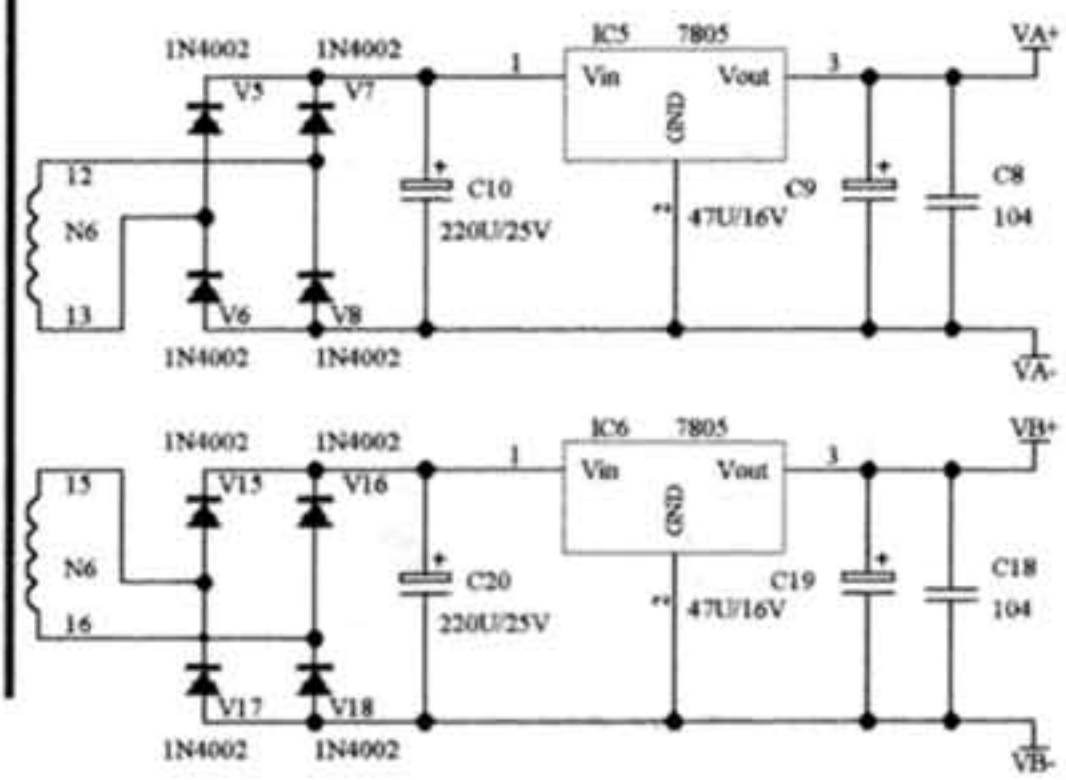 IC5 7805 VA+
1N4002 1N4002
1 Vin Vout 3
V5 V7
GND
12
C10 C9 C8
N6 220U/25V 2 47U/16V 104
13 V6 V8
1N4002 1N4002 VA-
IC6 7805 VB+
1N4002 1N4002
1 Vin Vout 3
15 V15 V16
GND
N6 C20 C19 C18
220U/25V 2 47U/16V 104
16
V17 V18
1N4002 1N4002 VB-